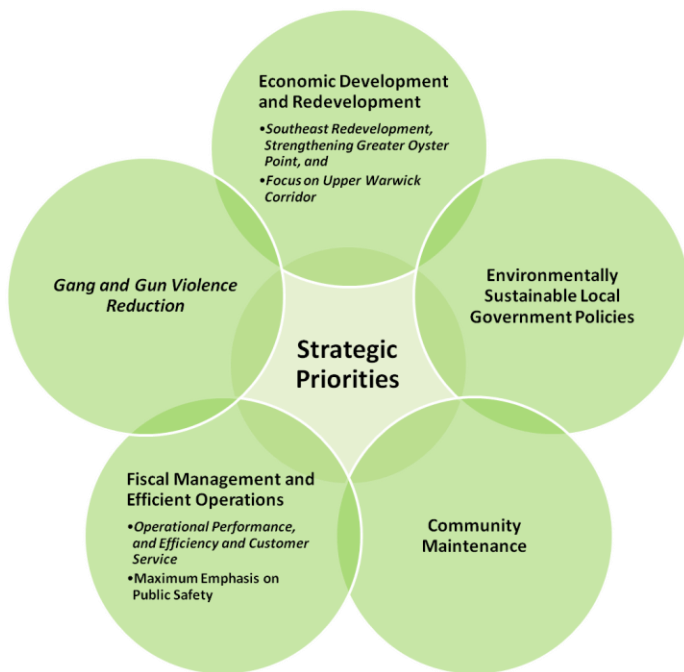 Economic Development
and Redevelopment
•Southeast Redevelopment,
Strengthening Greater Oyster
Point, and
•Focus on Upper Warwick
Corridor
Gang and Gun Violence
Reduction
Environmentally
Sustainable Local
Government Policies
Strategic
Priorities
Fiscal Management and
Efficient Operations
•Operational Performance,
and Efficiency and Customer
Service
•Maximum Emphasis on
Public Safety
Community
Maintenance